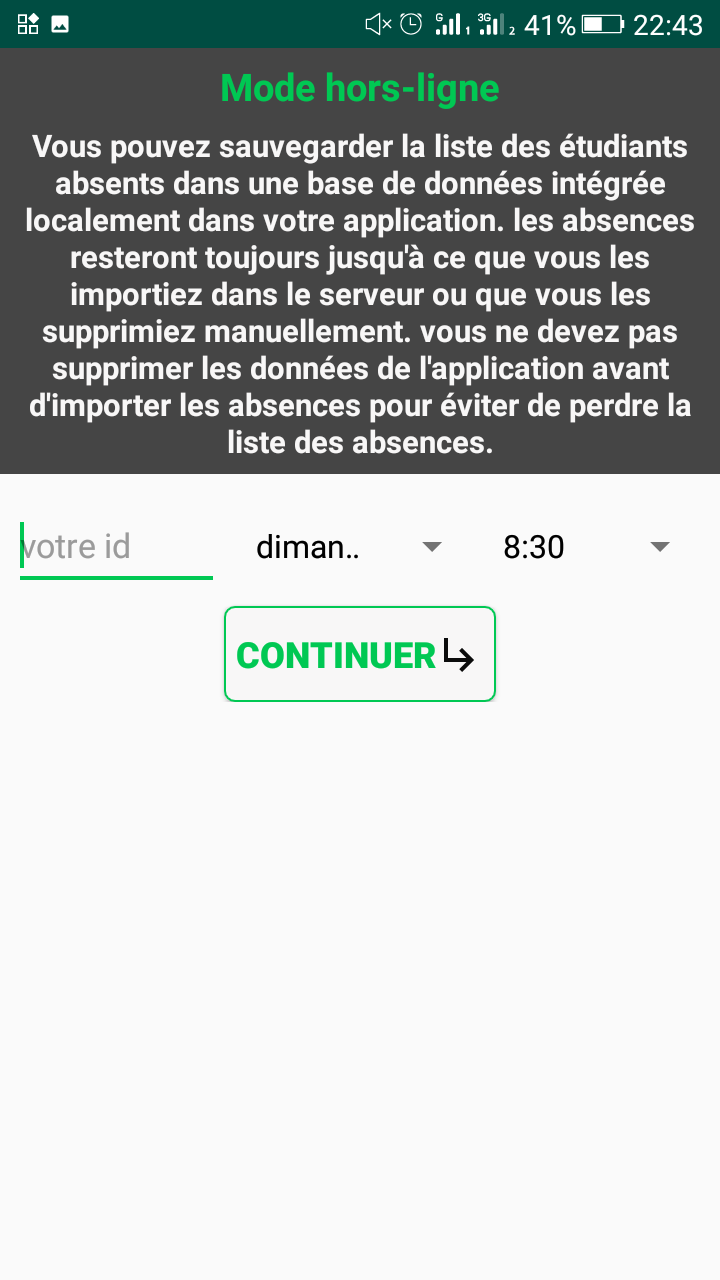 G 1 3G 2 41% 22:43
Mode hors-ligne
Vous pouvez sauvegarder la liste des étudiants
absents dans une base de données intégrée
localement dans votre application. les absences
resteront toujours jusqu'à ce que vous les
importiez dans le serveur ou que vous les
supprimiez manuellement. vous ne devez pas
supprimer les données de l'application avant
d'importer les absences pour éviter de perdre la
liste des absences.
votre id diman.. 8:30
CONTINUER